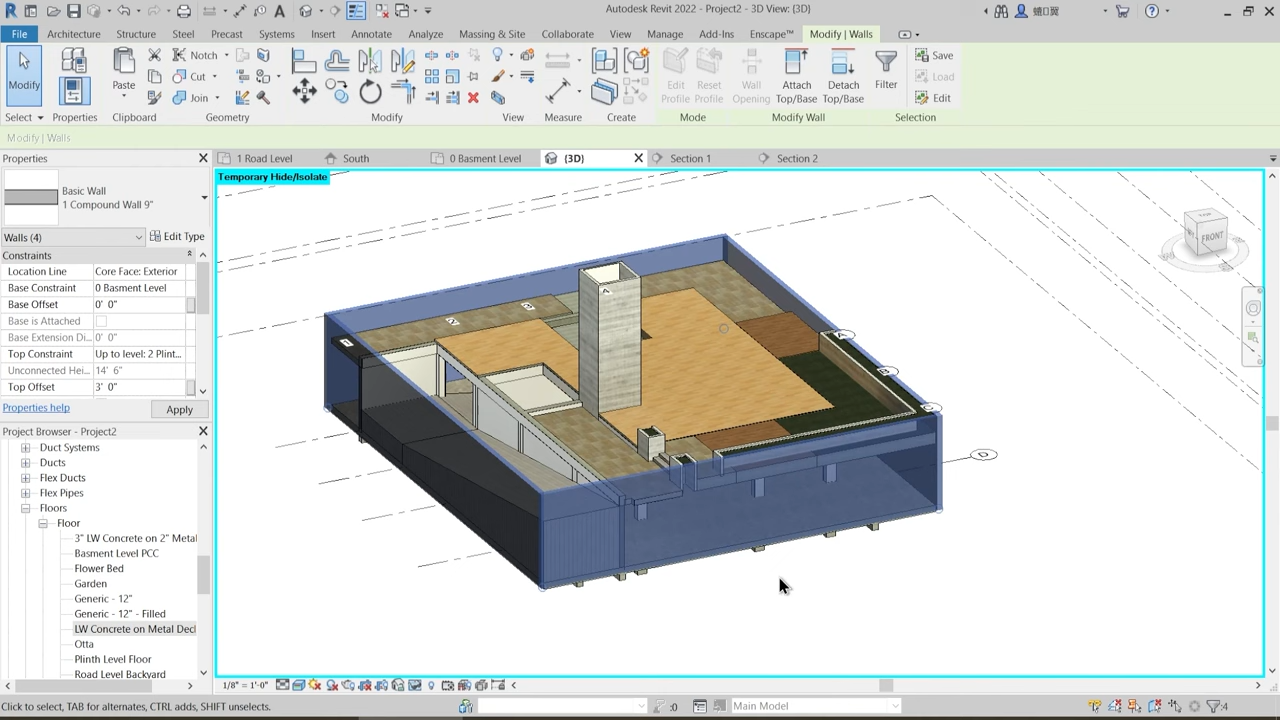 Autodesk Revit 2022 - Project2 - 3D View: {3D}
File Architecture Structure Steel Precast Systems Insert Annotate Analyze Massing & Site Collaborate View Manage Add-Ins Enscape™ Modify | Walls
Modify
Select
Properties
Paste
Clipboard
Notch
Cut
Join
Geometry
Modify
View
Measure
Create
Edit Profile
Reset Profile
Mode
Wall Opening
Attach Top/Base
Detach Top/Base
Modify Wall
Filter
Save
Load
Edit
Selection
Modify | Walls
Properties
Basic Wall
1 Compound Wall 9"
Walls (4)
Edit Type
Constraints
Location Line Core Face: Exterior
Base Constraint 0 Basment Level
Base Offset 0' 0"
Base is Attached
Base Extension Di 0' 0"
Top Constraint Up to level: 2 Plint...
Unconnected Hei... 14' 6"
Top Offset 3' 0"
Properties help
Apply
Project Browser - Project2
Duct Systems
Ducts
Flex Ducts
Flex Pipes
Floors
Floor
3" LW Concrete on 2" Metal
Basment Level PCC
Flower Bed
Garden
Generic - 12"
Generic - 12" - Filled
LW Concrete on Metal Decl
Otta
Plinth Level Floor
Road Level Backyard
1 Road Level
South
0 Basment Level
{3D}
Section 1
Section 2
Temporary Hide/Isolate
TOP
FRONT
1
2
3
A
D
1/8" = 1'-0"
Click to select, TAB for alternates, CTRL adds, SHIFT unselects.
:0
Main Model
:4